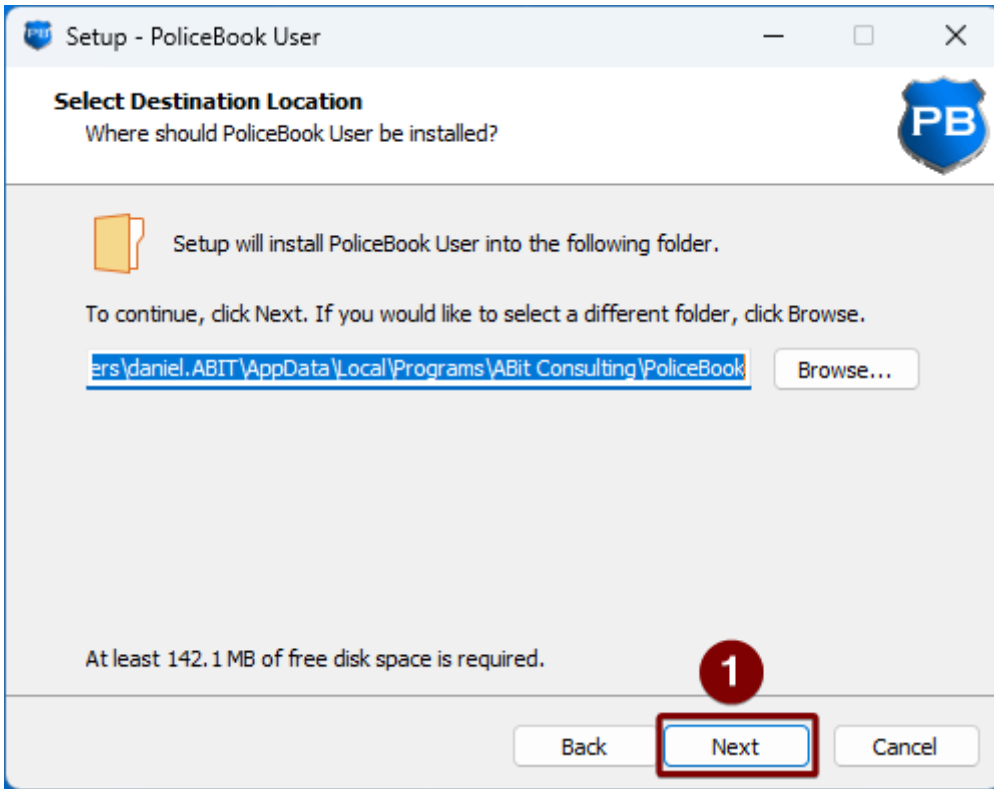 Setup - PoliceBook User
Select Destination Location
Where should PoliceBook User be installed?
PB
Setup will install PoliceBook User into the following folder.
To continue, click Next. If you would like to select a different folder, click Browse.
ers\daniel.ABIT\AppData\Local\Programs\ABit Consulting\PoliceBook
Browse...
At least 142.1 MB of free disk space is required.
1
Back
Next
Cancel